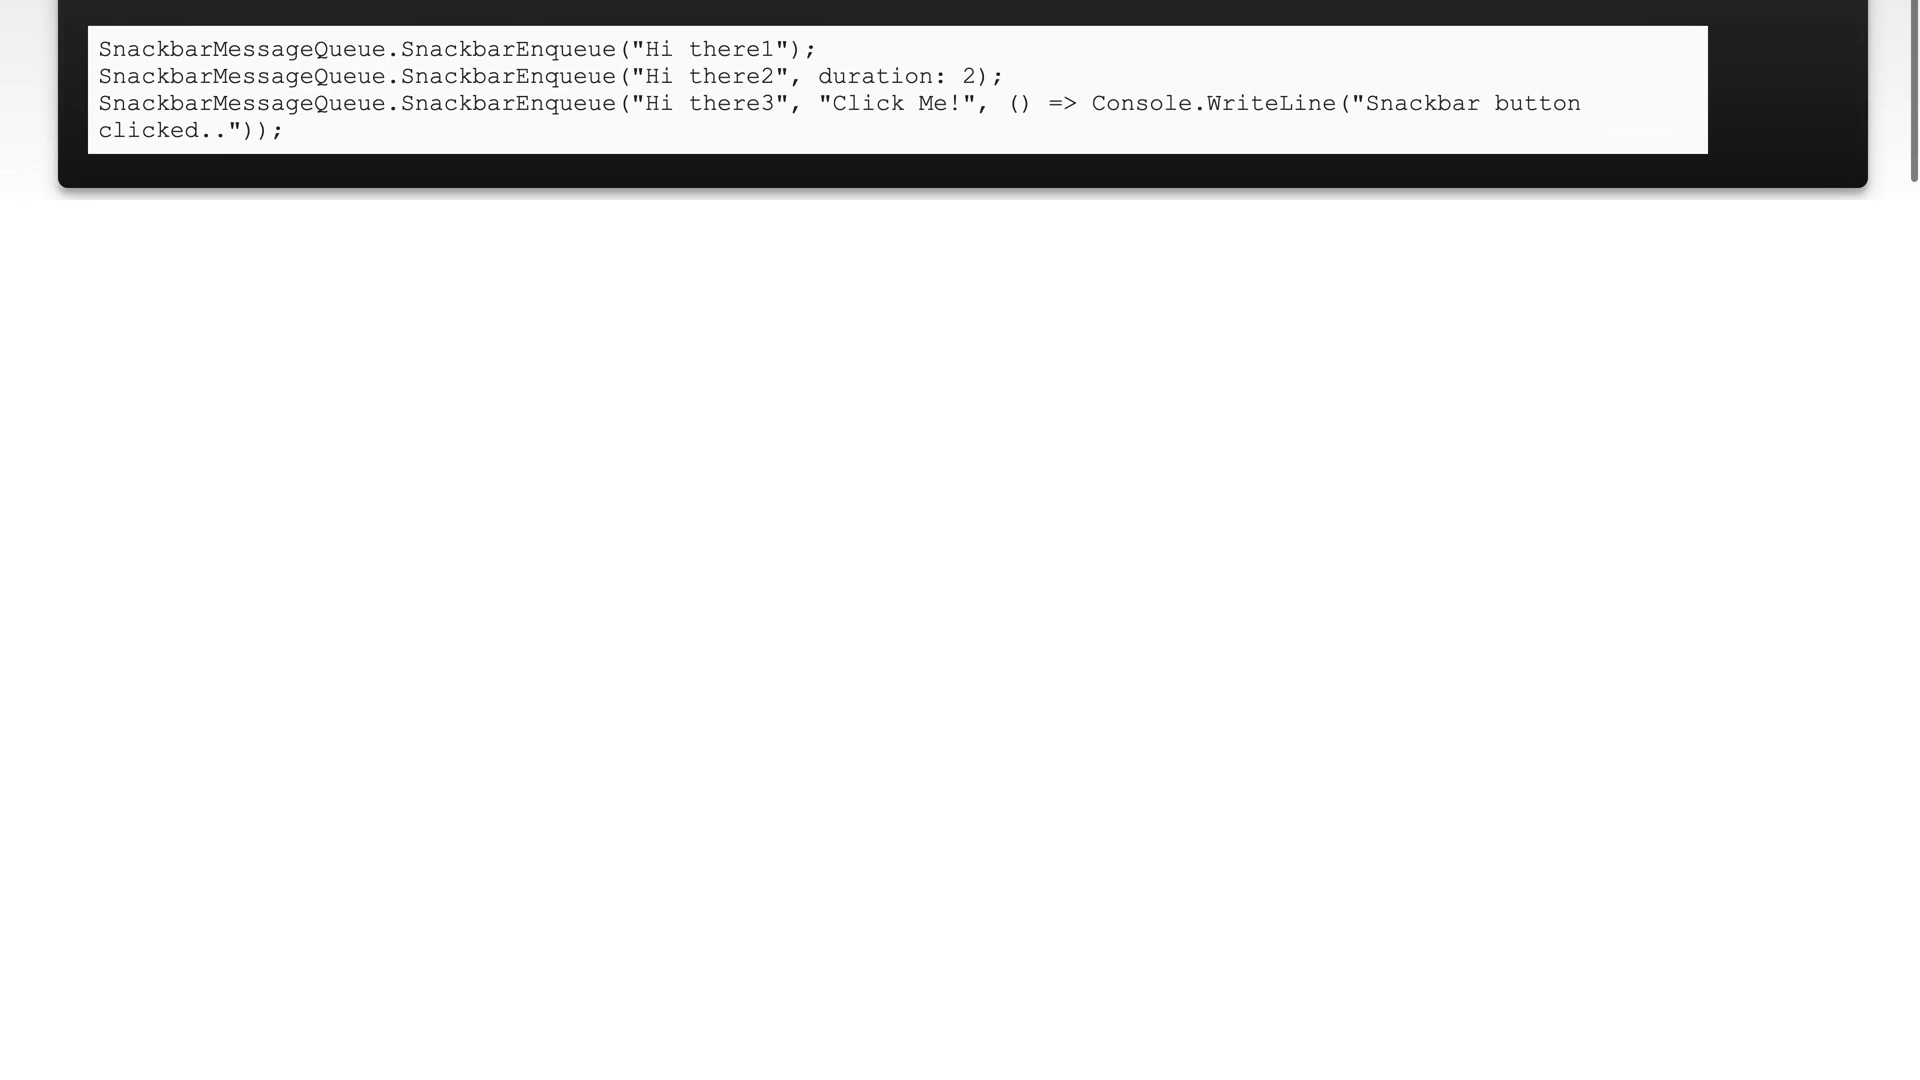 SnackbarMessageQueue.SnackbarEnqueue("Hi there1");
SnackbarMessageQueue.SnackbarEnqueue("Hi there2", duration: 2);
SnackbarMessageQueue.SnackbarEnqueue("Hi there3", "Click Me!", () => Console.WriteLine("Snackbar button
clicked.."));